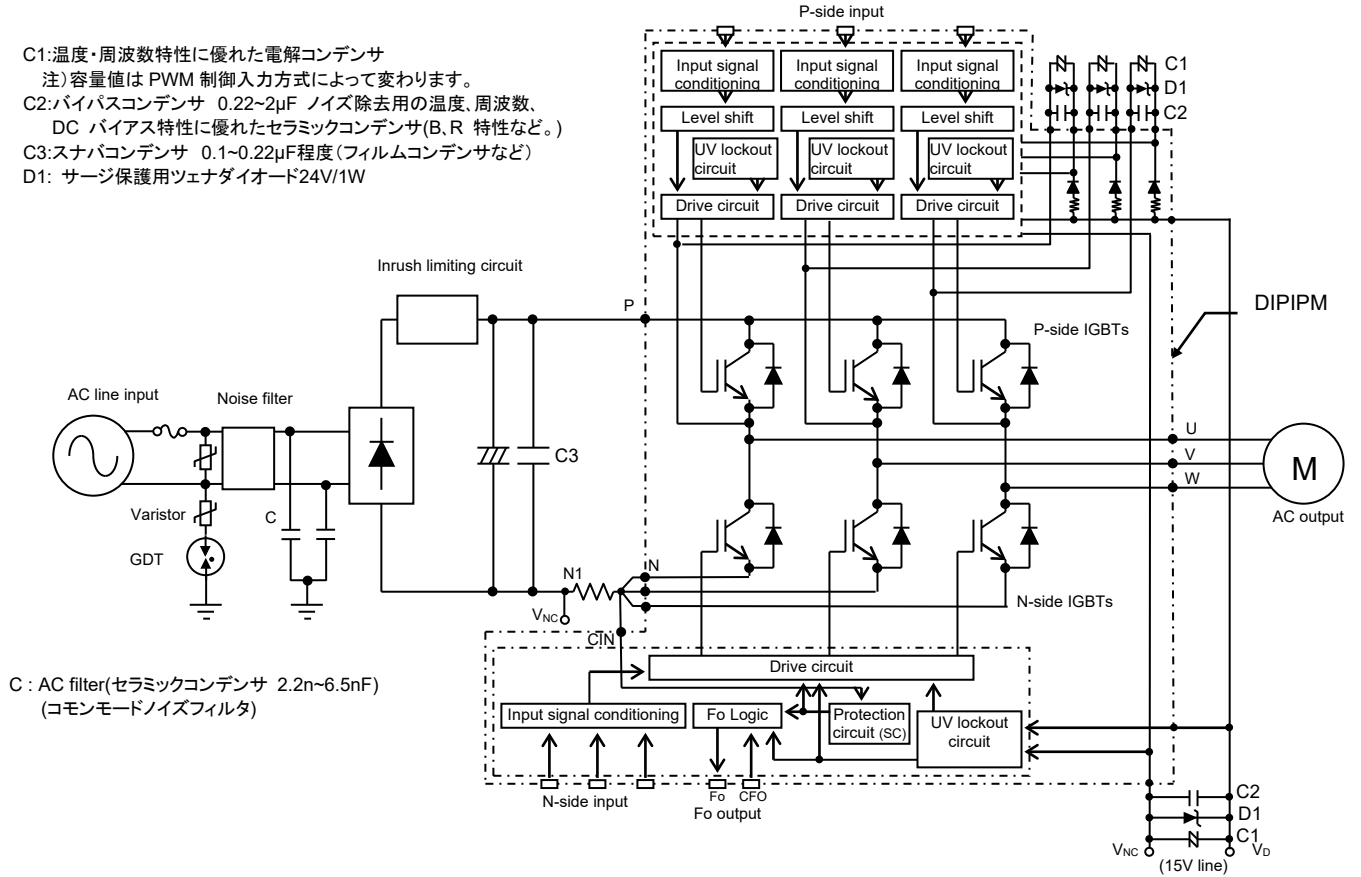 P-side input
C1:温度・周波数特性に優れた電解コンデンサ
注）容量値は PWM 制御入力方式によって変わります。
C2:バイパスコンデンサ 0.22~2µF ノイズ除去用の温度、周波数、
DC バイアス特性に優れたセラミックコンデンサ(B、R 特性など。)
C3:スナバコンデンサ 0.1~0.22µF程度（フィルムコンデンサなど）
D1: サージ保護用ツェナダイオード24V/1W
Input signal conditioning
Input signal conditioning
Input signal conditioning
C1
D1
C2
Level shift
Level shift
Level shift
UV lockout circuit
UV lockout circuit
UV lockout circuit
Drive circuit
Drive circuit
Drive circuit
Inrush limiting circuit
P
DIPIPM
P-side IGBTs
AC line input
Noise filter
C3
U
V
W
M
AC output
Varistor
C
GDT
N1
N
VNC
CIN
N-side IGBTs
Drive circuit
C : AC filter(セラミックコンデンサ 2.2n~6.5nF)
(コモンモードノイズフィルタ)
Input signal conditioning
Fo Logic
Protection circuit (SC)
UV lockout circuit
N-side input
Fo
CFO
Fo output
C2
D1
C1
VNC
VD
(15V line)